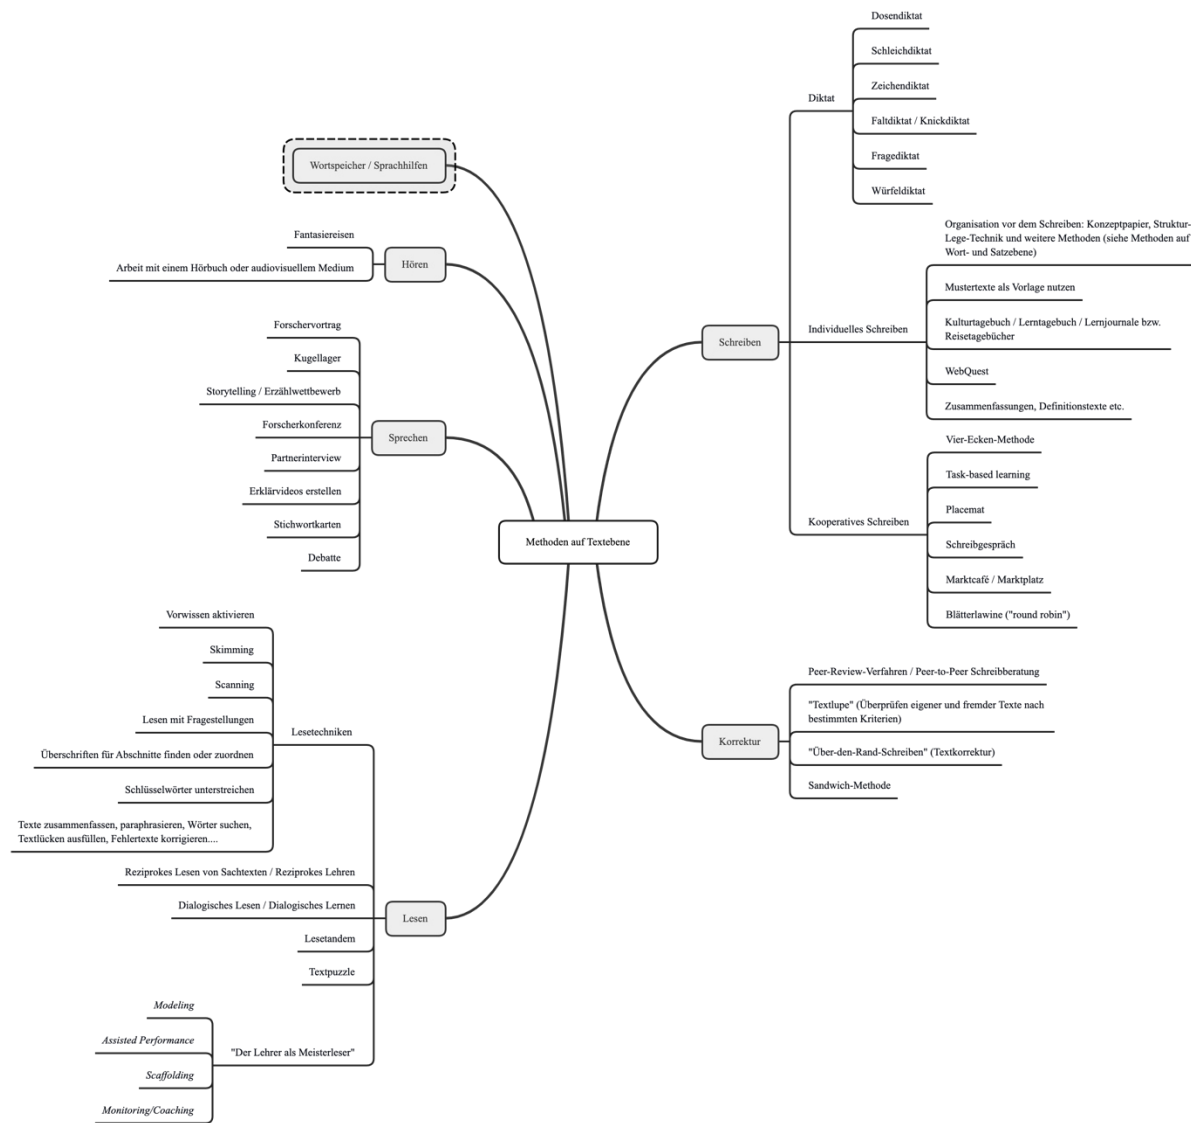 Methoden auf Textebene
Wortspeicher / Sprachhilfen
Hören
Fantasiereisen
Arbeit mit einem Hörbuch oder audiovisuellem Medium
Sprechen
Forschervortrag
Kugellager
Storytelling / Erzählwettbewerb
Forscherkonferenz
Partnerinterview
Erklärvideos erstellen
Stichwortkarten
Debatte
Lesen
Lesetechniken
Vorwissen aktivieren
Skimming
Scanning
Lesen mit Fragestellungen
Überschriften für Abschnitte finden oder zuordnen
Schlüsselwörter unterstreichen
Texte zusammenfassen, paraphrasieren, Wörter suchen,
Textlücken ausfüllen, Fehlertexte korrigieren....
Reziprokes Lesen von Sachtexten / Reziprokes Lehren
Dialogisches Lesen / Dialogisches Lernen
Lesetandem
Textpuzzle
"Der Lehrer als Meisterleser"
Modeling
Assisted Performance
Scaffolding
Monitoring/Coaching
Schreiben
Diktat
Dosendiktat
Schleichdiktat
Zeichendiktat
Faltdiktat / Knickdiktat
Fragediktat
Würfeldiktat
Individuelles Schreiben
Organisation vor dem Schreiben: Konzeptpapier, Struktur-
Lege-Technik und weitere Methoden (siehe Methoden auf
Wort- und Satzebene)
Mustertexte als Vorlage nutzen
Kulturtagebuch / Lerntagebuch / Lernjournale bzw.
Reisetagebücher
WebQuest
Zusammenfassungen, Definitionstexte etc.
Kooperatives Schreiben
Vier-Ecken-Methode
Task-based learning
Placemat
Schreibgespräch
Marktcafé / Marktplatz
Blätterlawine ("round robin")
Korrektur
Peer-Review-Verfahren / Peer-to-Peer Schreibberatung
"Textlupe" (Überprüfen eigener und fremder Texte nach
bestimmten Kriterien)
"Über-den-Rand-Schreiben" (Textkorrektur)
Sandwich-Methode